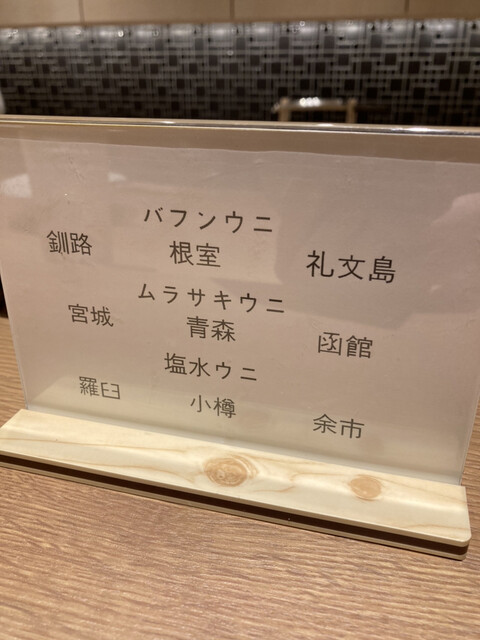 バフンウニ
釧路 根室 礼文島
ムラサキウニ
宮城 青森 函館
塩水ウニ
羅臼 小樽 余市